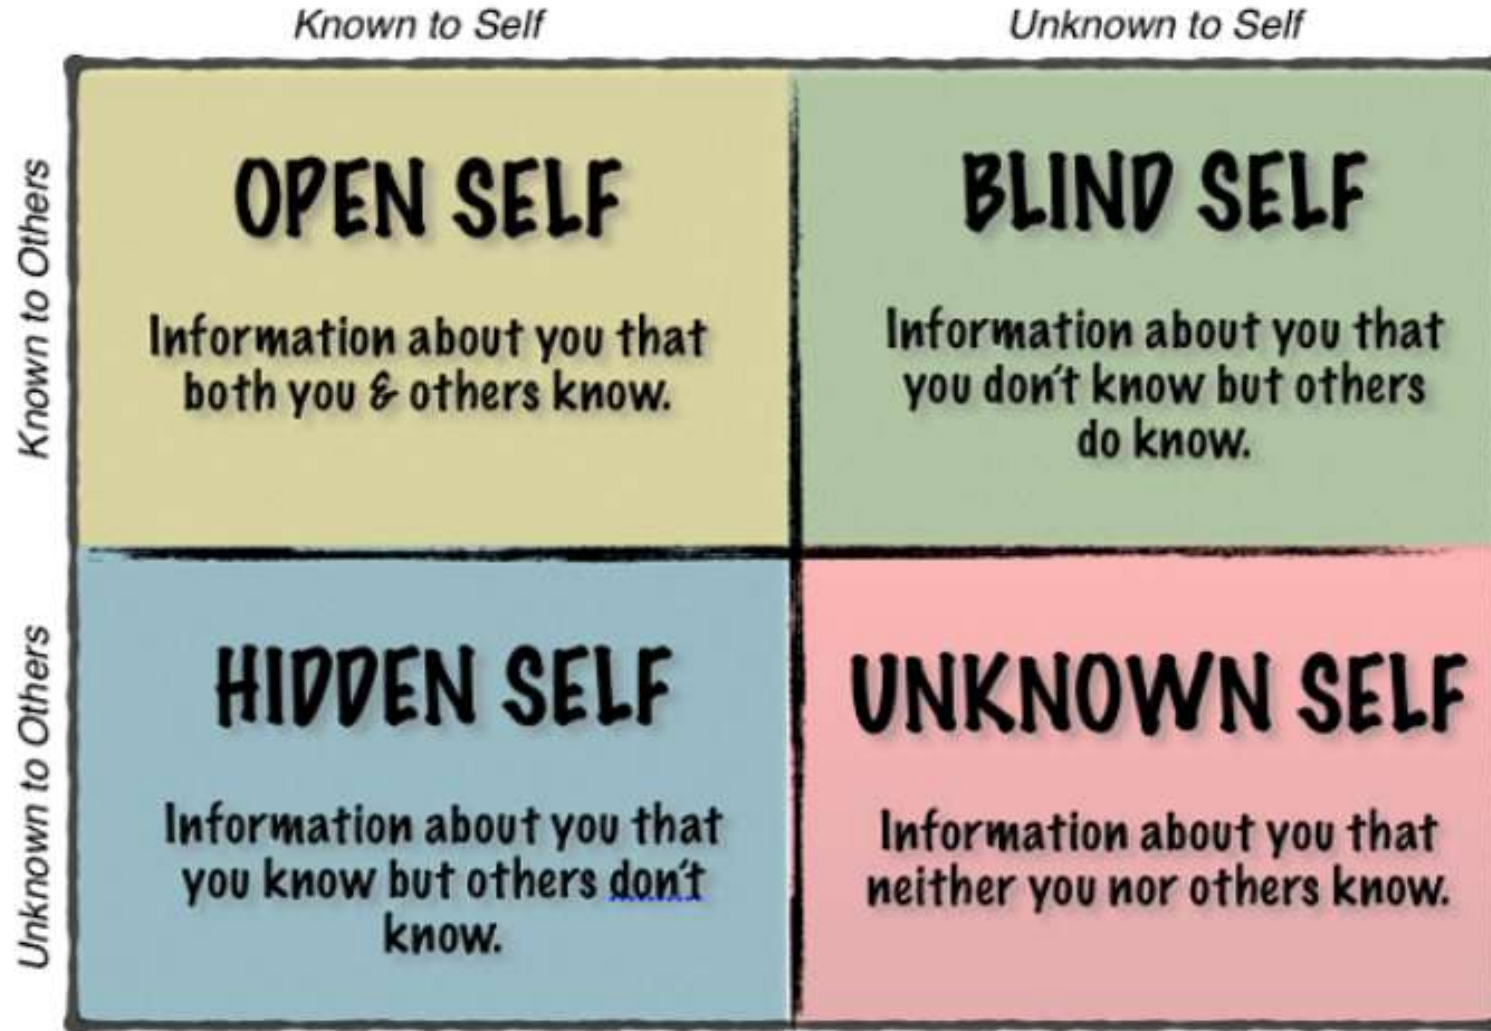 Known to Self
Unknown to Self
Known to Others
OPEN SELF
Information about you that
both you & others know.
BLIND SELF
Information about you that
you don't know but others
do know.
Unknown to Others
HIDDEN SELF
Information about you that
you know but others don't
know.
UNKNOWN SELF
Information about you that
neither you nor others know.